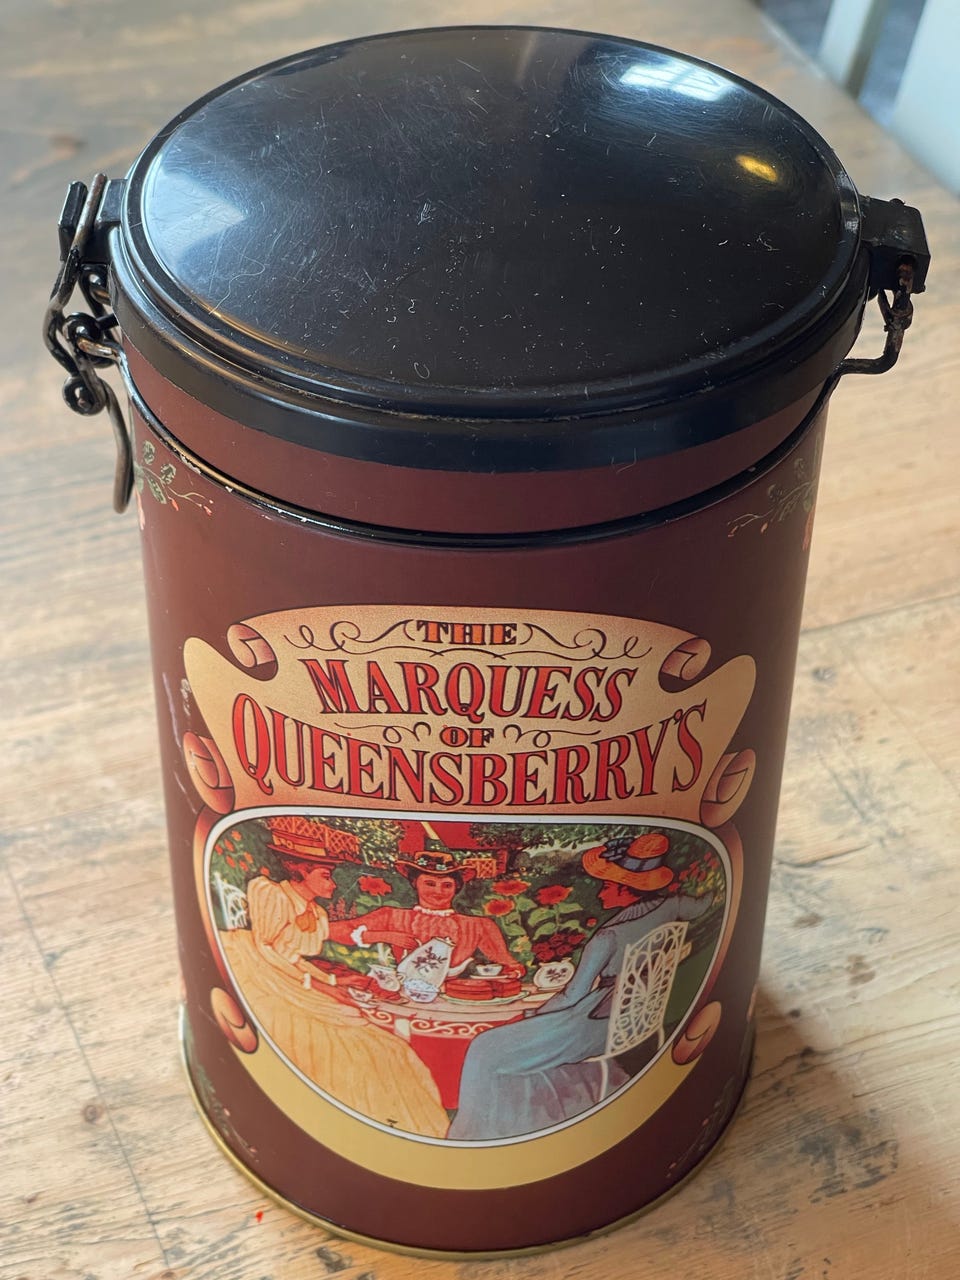 THE
MARQUESS
OF
QUEENSBERRY'S